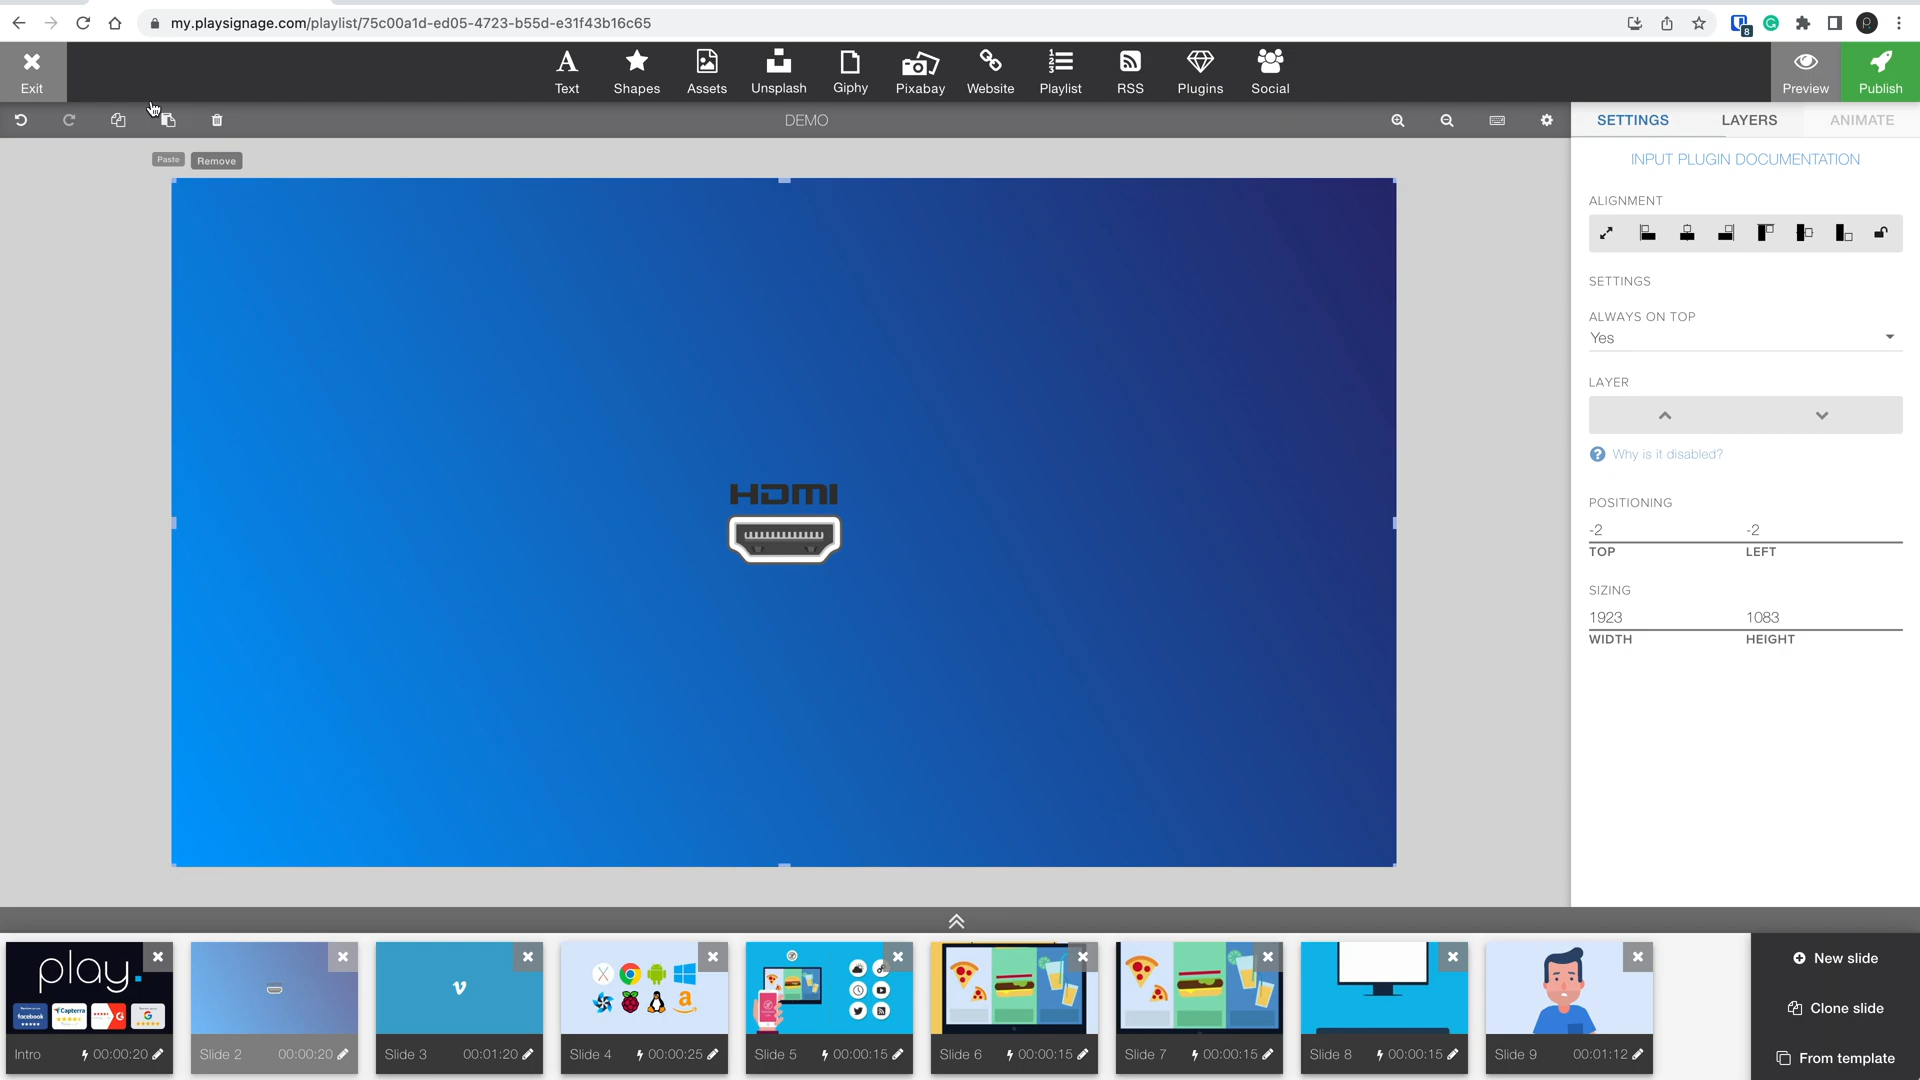 my.playsignage.com/playlist/75c00a1d-ed05-4723-b55d-e31f43b16c65
8
R
Exit
Text
Shapes
Assets
Unsplash
Giphy
Pixabay
Website
Playlist
RSS
Plugins
Social
Preview
Publish
DEMO
Paste
Remove
SETTINGS
LAYERS
ANIMATE
INPUT PLUGIN DOCUMENTATION
ALIGNMENT
SETTINGS
ALWAYS ON TOP
Yes
LAYER
Why is it disabled?
POSITIONING
-2
-2
TOP
LEFT
SIZING
1923
1083
WIDTH
HEIGHT
HDMI
play.
facebook
Capterra
G
Intro
00:00:20
Slide 2
00:00:20
Slide 3
00:01:20
Slide 4
00:00:25
Slide 5
00:00:15
Slide 6
00:00:15
Slide 7
00:00:15
Slide 8
00:00:15
Slide 9
00:01:12
New slide
Clone slide
From template